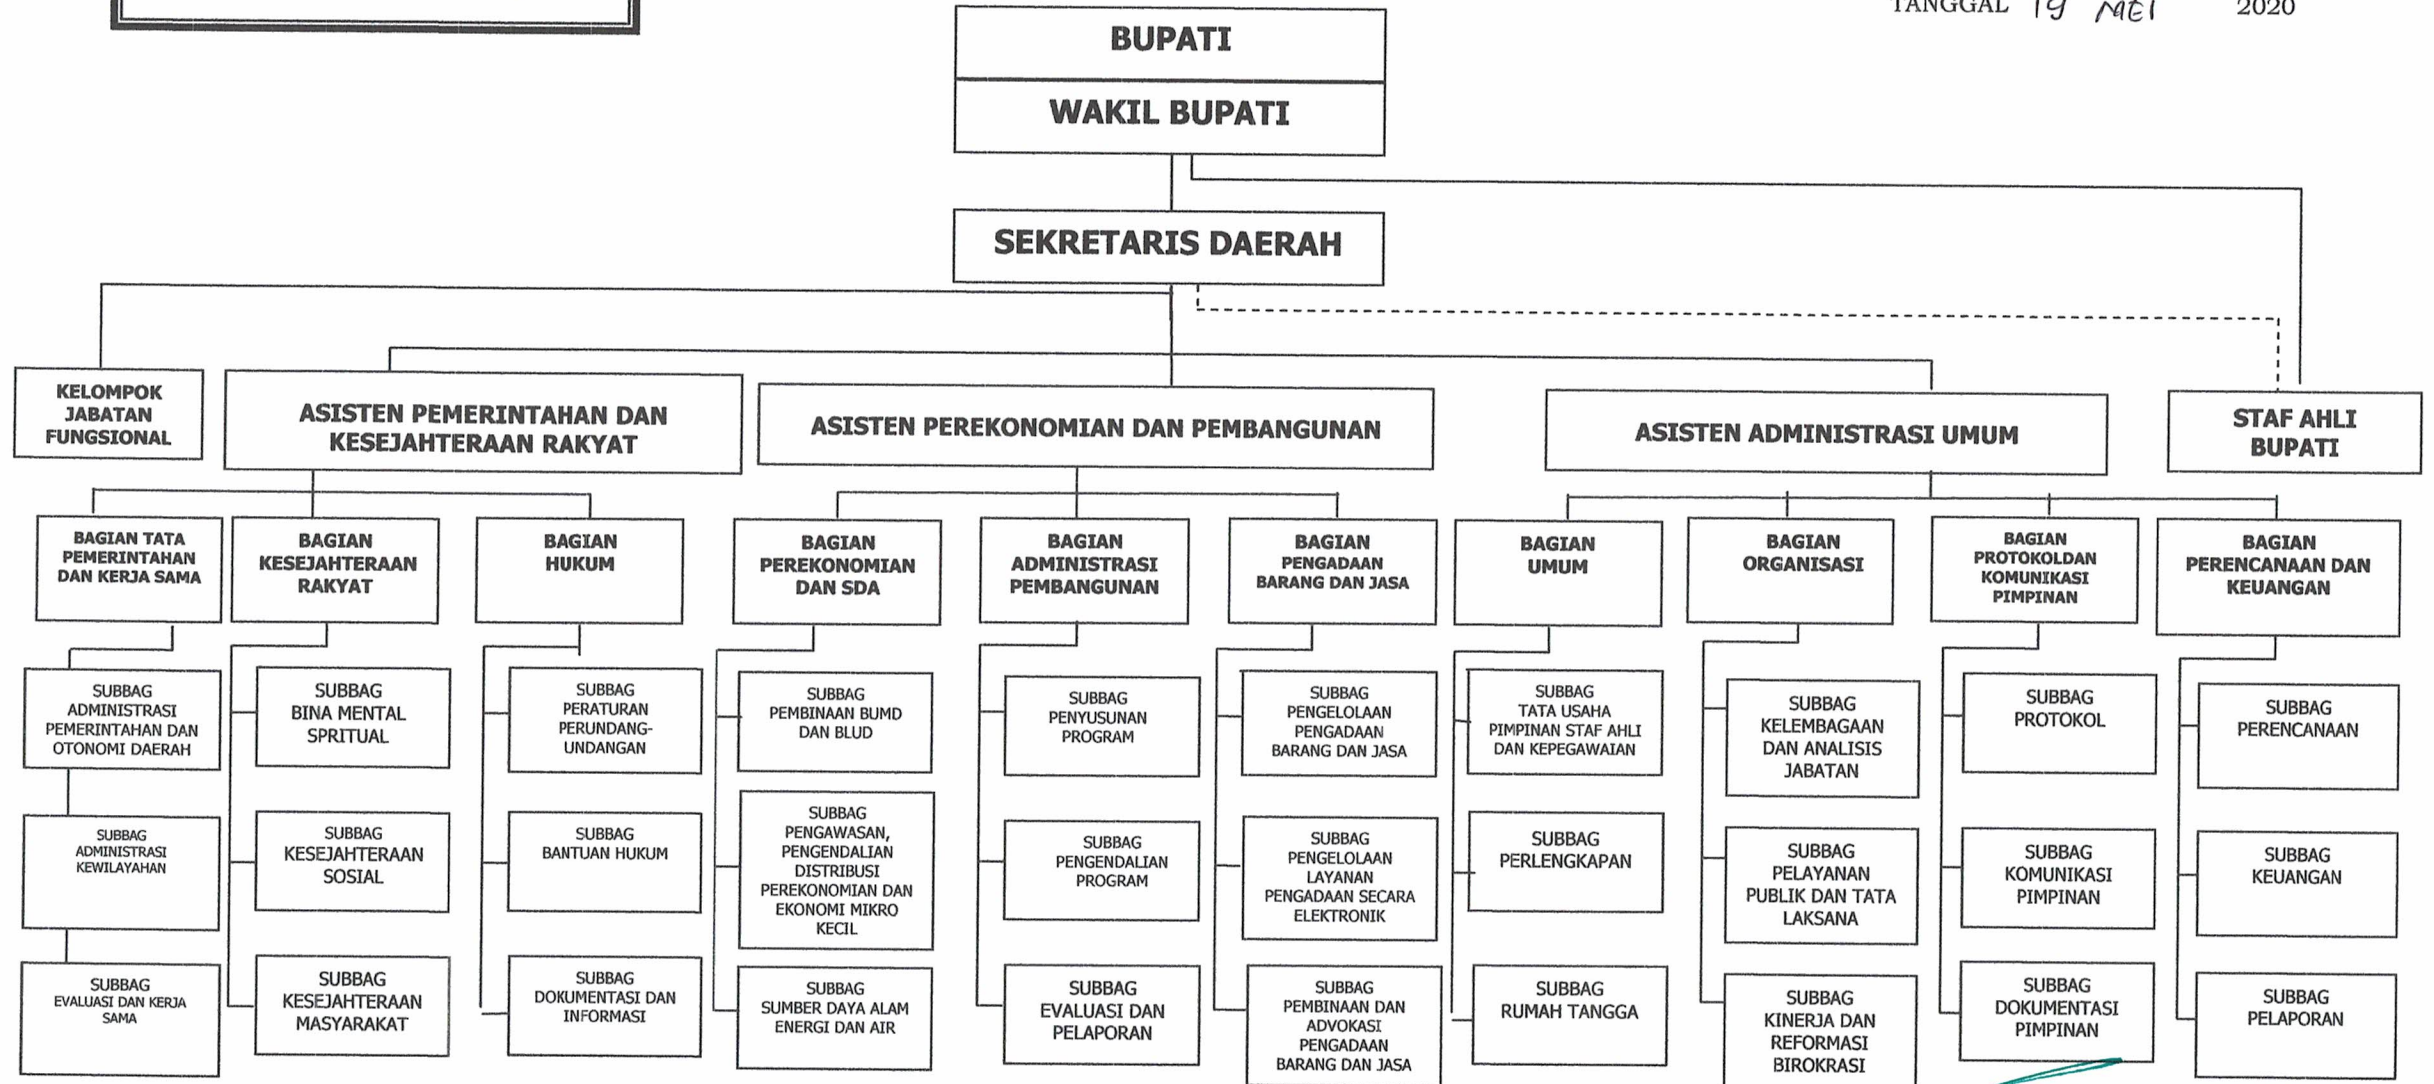 TANGGAL 19 MEI 2020
BUPATI
WAKIL BUPATI
SEKRETARIS DAERAH
KELOMPOK
JABATAN
FUNGSIONAL
ASISTEN PEMERINTAHAN DAN
KESEJAHTERAAN RAKYAT
ASISTEN PEREKONOMIAN DAN PEMBANGUNAN
ASISTEN ADMINISTRASI UMUM
STAF AHLI
BUPATI
BAGIAN TATA
PEMERINTAHAN
DAN KERJA SAMA
BAGIAN
KESEJAHTERAAN
RAKYAT
BAGIAN
HUKUM
BAGIAN
PEREKONOMIAN
DAN SDA
BAGIAN
ADMINISTRASI
PEMBANGUNAN
BAGIAN
PENGADAAN
BARANG DAN JASA
BAGIAN
UMUM
BAGIAN
ORGANISASI
BAGIAN
PROTOKOLDAN
KOMUNIKASI
PIMPINAN
BAGIAN
PERENCANAAN DAN
KEUANGAN
SUBBAG
ADMINISTRASI
PEMERINTAHAN DAN
OTONOMI DAERAH
SUBBAG
BINA MENTAL
SPRITUAL
SUBBAG
PERATURAN
PERUNDANG-
UNDANGAN
SUBBAG
PEMBINAAN BUMD
DAN BLUD
SUBBAG
PENYUSUNAN
PROGRAM
SUBBAG
PENGELOLAAN
PENGADAAN
BARANG DAN JASA
SUBBAG
TATA USAHA
PIMPINAN STAF AHLI
DAN KEPEGAWAIAN
SUBBAG
KELEMBAGAAN
DAN ANALISIS
JABATAN
SUBBAG
PROTOKOL
SUBBAG
PERENCANAAN
SUBBAG
ADMINISTRASI
KEWILAYAHAN
SUBBAG
KESEJAHTERAAN
SOSIAL
SUBBAG
BANTUAN HUKUM
SUBBAG
PENGAWASAN,
PENGENDALIAN
DISTRIBUSI
PEREKONOMIAN DAN
EKONOMI MIKRO
KECIL
SUBBAG
PENGENDALIAN
PROGRAM
SUBBAG
PENGELOLAAN
LAYANAN
PENGADAAN SECARA
ELEKTRONIK
SUBBAG
PERLENGKAPAN
SUBBAG
PELAYANAN
PUBLIK DAN TATA
LAKSANA
SUBBAG
KOMUNIKASI
PIMPINAN
SUBBAG
KEUANGAN
SUBBAG
EVALUASI DAN KERJA
SAMA
SUBBAG
KESEJAHTERAAN
MASYARAKAT
SUBBAG
DOKUMENTASI DAN
INFORMASI
SUBBAG
SUMBER DAYA ALAM
ENERGI DAN AIR
SUBBAG
EVALUASI DAN
PELAPORAN
SUBBAG
PEMBINAAN DAN
ADVOKASI
PENGADAAN
BARANG DAN JASA
SUBBAG
RUMAH TANGGA
SUBBAG
KINERJA DAN
REFORMASI
BIROKRASI
SUBBAG
DOKUMENTASI
PIMPINAN
SUBBAG
PELAPORAN